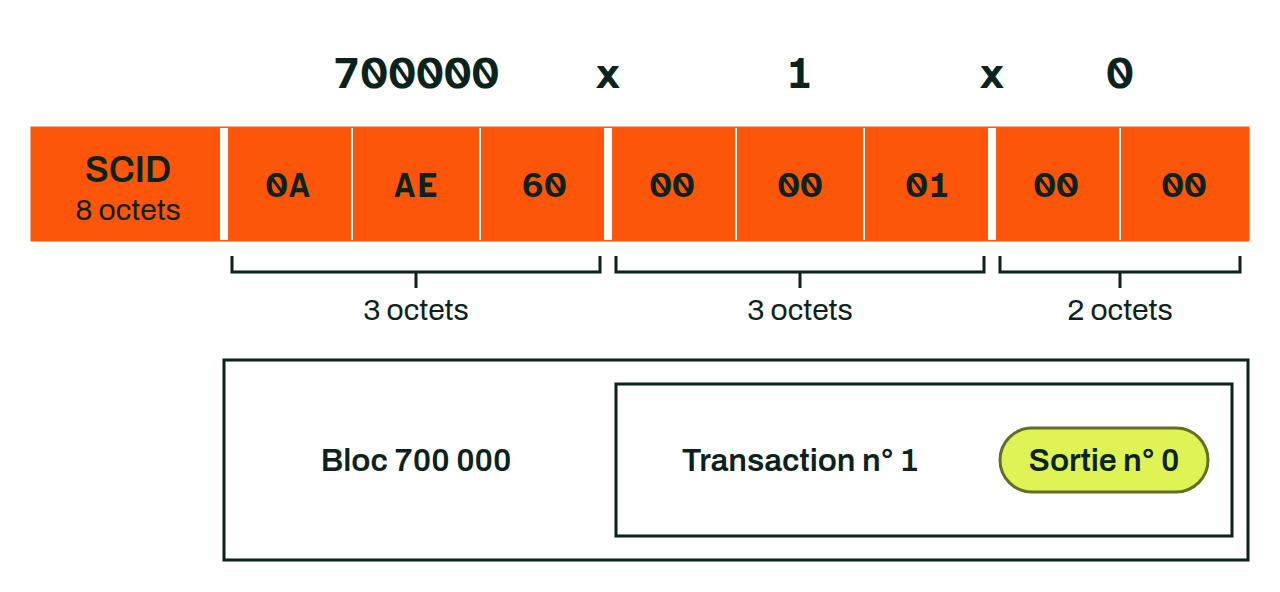 700000 x 1 x 0
SCID
8 octets
0A AE 60 00 00 01 00 00
3 octets 3 octets 2 octets
Bloc 700 000 Transaction n° 1 Sortie n° 0